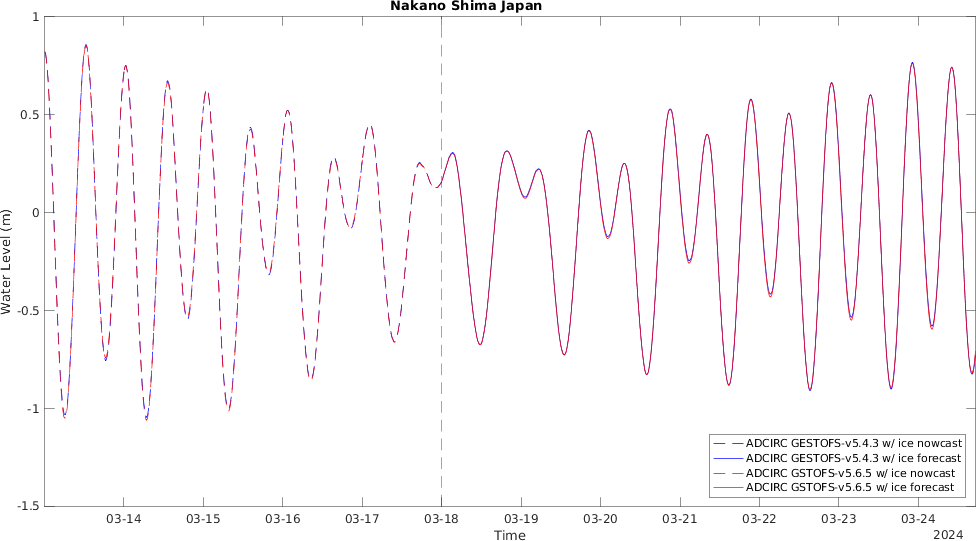 Nakano Shima Japan
1
0.5
0
-0.5
-1
-1.5
Water Level (m)
03-14 03-15 03-16 03-17 03-18 03-19 03-20 03-21 03-22 03-23 03-24
Time
2024
ADCIRC GESTOFS-v5.4.3 w/ ice nowcast
ADCIRC GESTOFS-v5.4.3 w/ ice forecast
ADCIRC GSTOFS-v5.6.5 w/ ice nowcast
ADCIRC GSTOFS-v5.6.5 w/ ice forecast